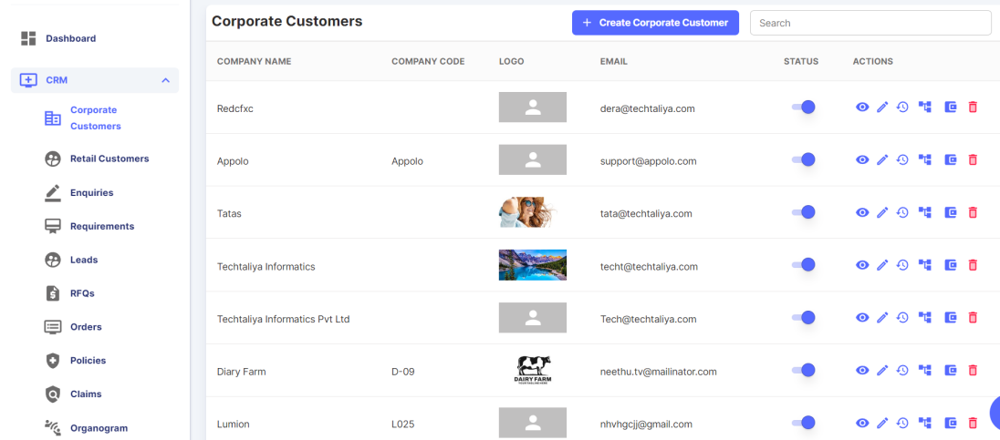 Dashboard
CRM
Corporate
Customers
Retail Customers
Enquiries
Requirements
Leads
RFQs
Orders
Policies
Claims
Organogram
Corporate Customers
+ Create Corporate Customer
Search
COMPANY NAME COMPANY CODE LOGO EMAIL STATUS ACTIONS
Redcfxc dera@techtaliya.com
Appolo Appolo support@appolo.com
Tatas tata@techtaliya.com
Techtaliya Informatics techt@techtaliya.com
Techtaliya Informatics Pvt Ltd Tech@techtaliya.com
Diary Farm D-09 DAIRY FARM neethu.tv@mailinator.com
Lumion L025 nhvhgcjj@gmail.com